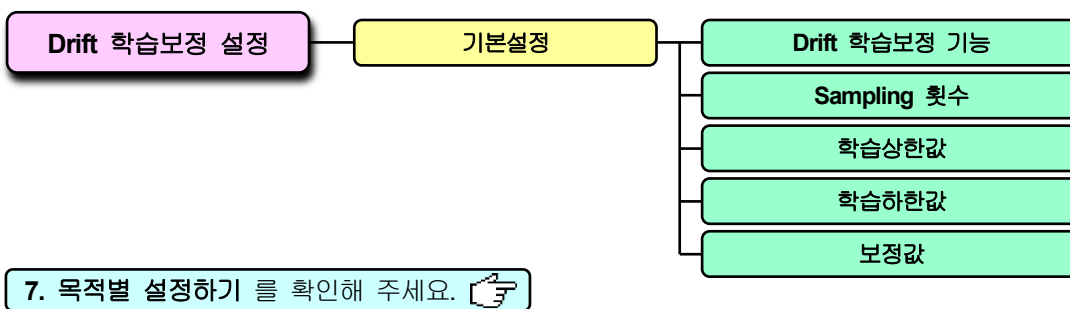 Drift 학습보정 설정
기본설정
Drift 학습보정 기능
Sampling 횟수
학습상한값
학습하한값
보정값
7. 목적별 설정하기 를 확인해 주세요.